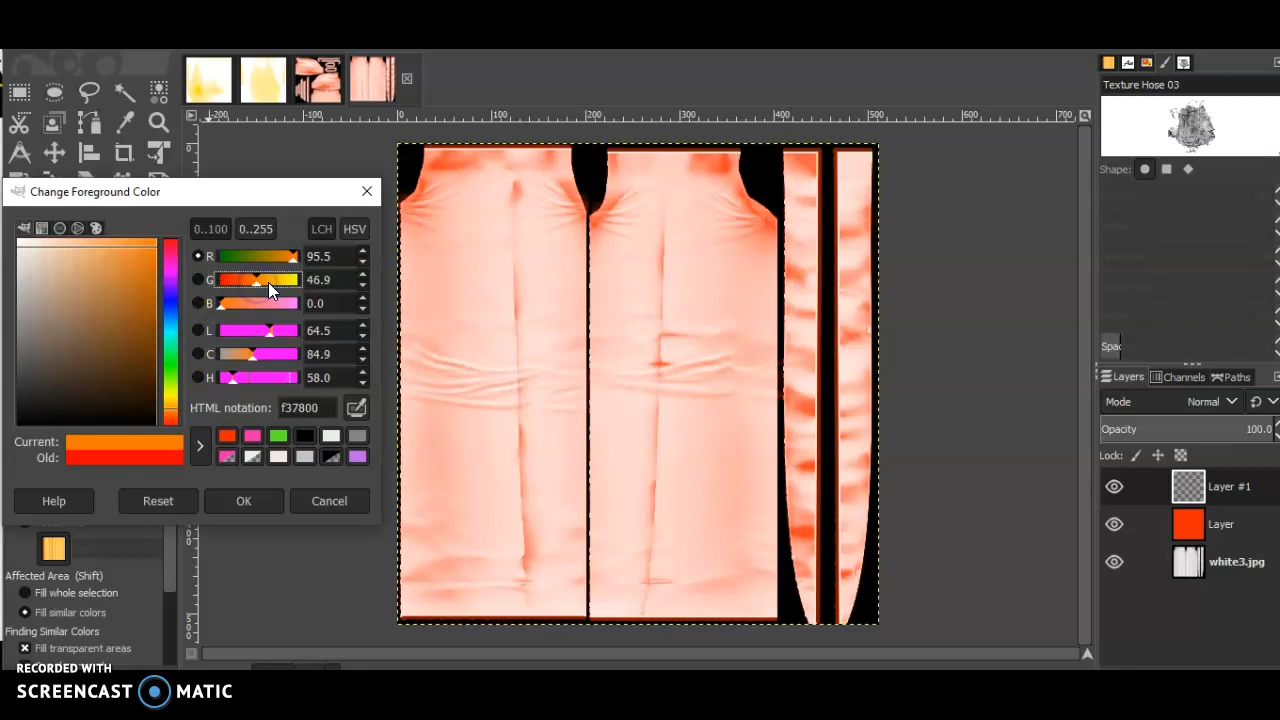 -200 -100 0 100 200 300 400 500 600 700
Texture Hose 03
Shape:
Change Foreground Color
0..100 0..255 LCH HSV
R 95.5
G 46.9
B 0.0
L 64.5
C 84.9
H 58.0
HTML notation: f37800
Current:
Old:
Help Reset OK Cancel
Affected Area (Shift)
Fill whole selection
Fill similar colors
Finding Similar Colors
Fill transparent areas
Spac
Layers Channels Paths
Mode Normal
Opacity 100.0
Lock:
Layer #1
Layer
white3.jpg
RECORDED WITH
SCREENCAST MATIC